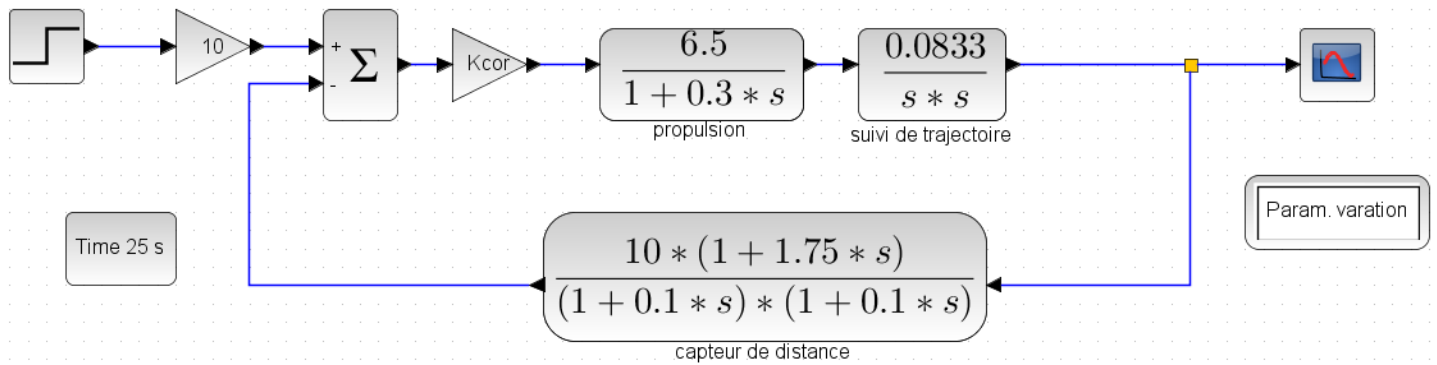 10
+
-
Σ
Kcor
6.5
1 + 0.3 * s
propulsion
0.0833
s * s
suivi de trajectoire
Time 25 s
10 * (1 + 1.75 * s)
(1 + 0.1 * s) * (1 + 0.1 * s)
capteur de distance
Param. varation